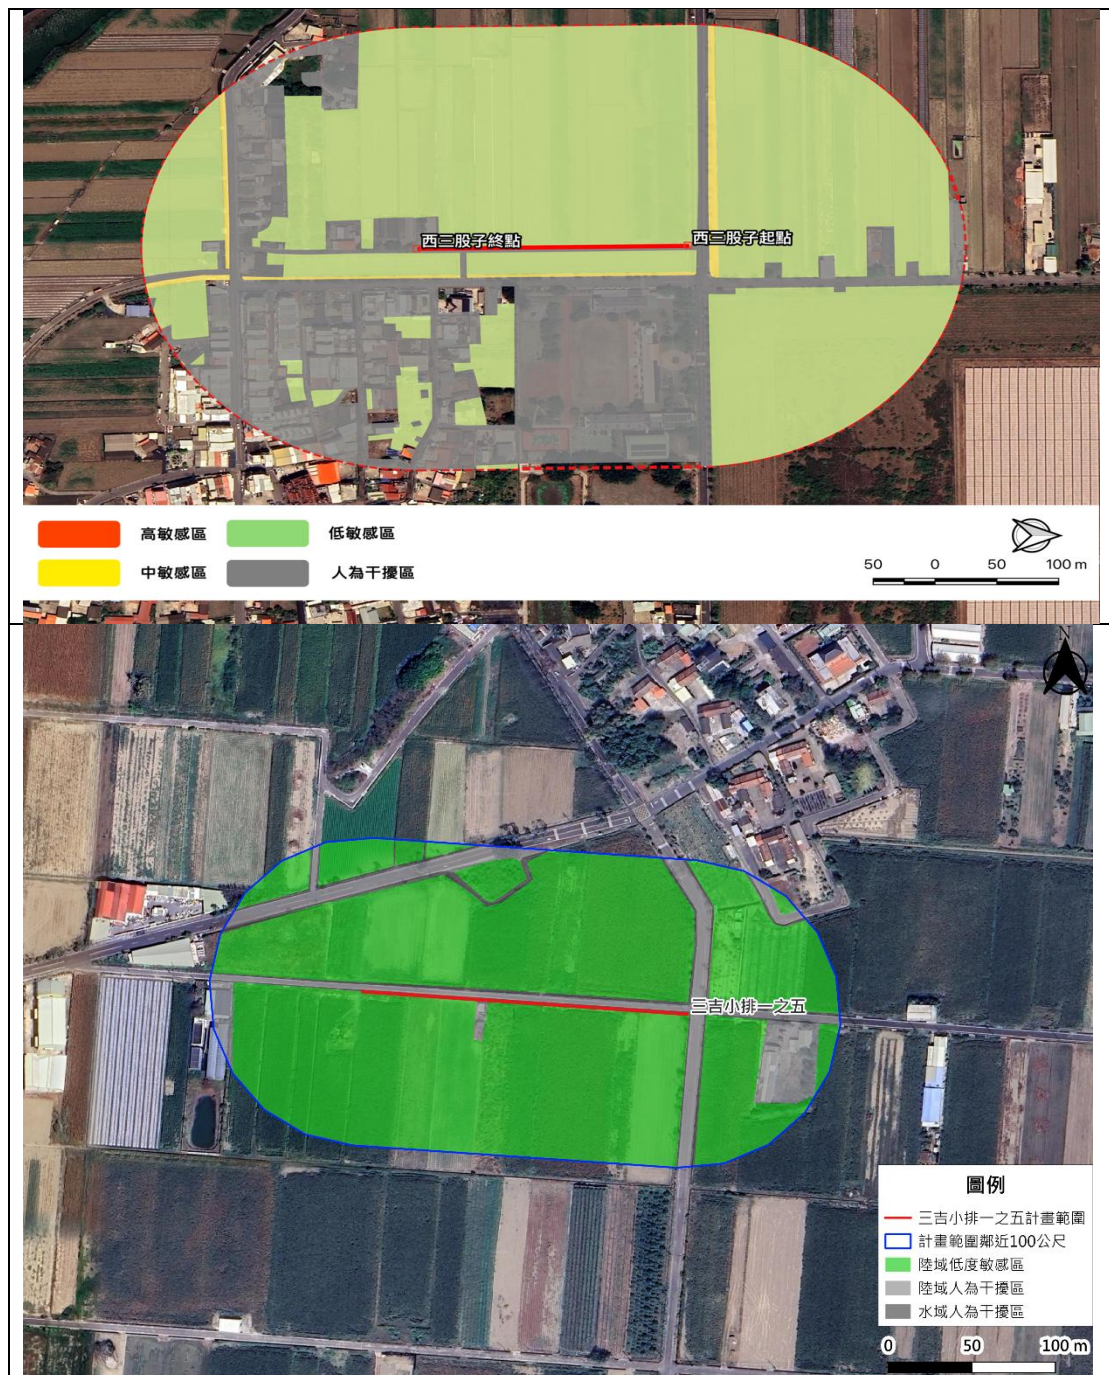 西三股子終點
西三股子起點
高敏感區
低敏感區
中敏感區
人為干擾區
50 0 50 100 m
三吉小排一之五
圖例
三吉小排一之五計畫範圍
計畫範圍鄰近100公尺
陸域低度敏感區
陸域人為干擾區
水域人為干擾區
0 50 100 m